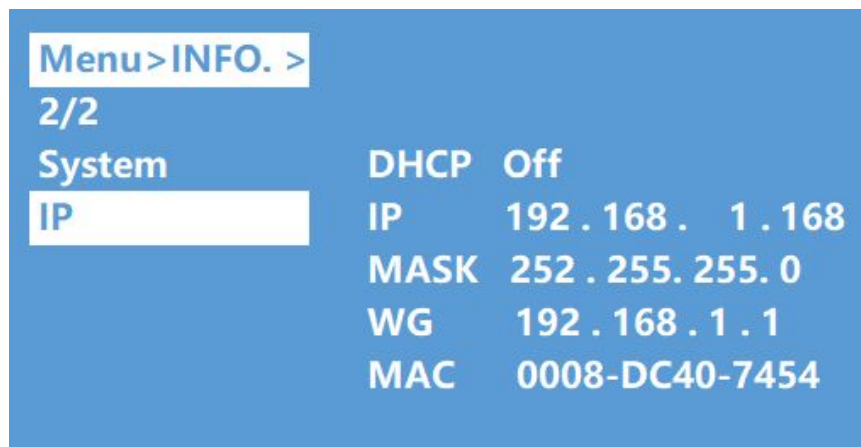 Menu>INFO. >
2/2
System DHCP Off
IP IP 192 . 168 . 1 . 168
MASK 252 . 255. 255. 0
WG 192 . 168 . 1 . 1
MAC 0008-DC40-7454